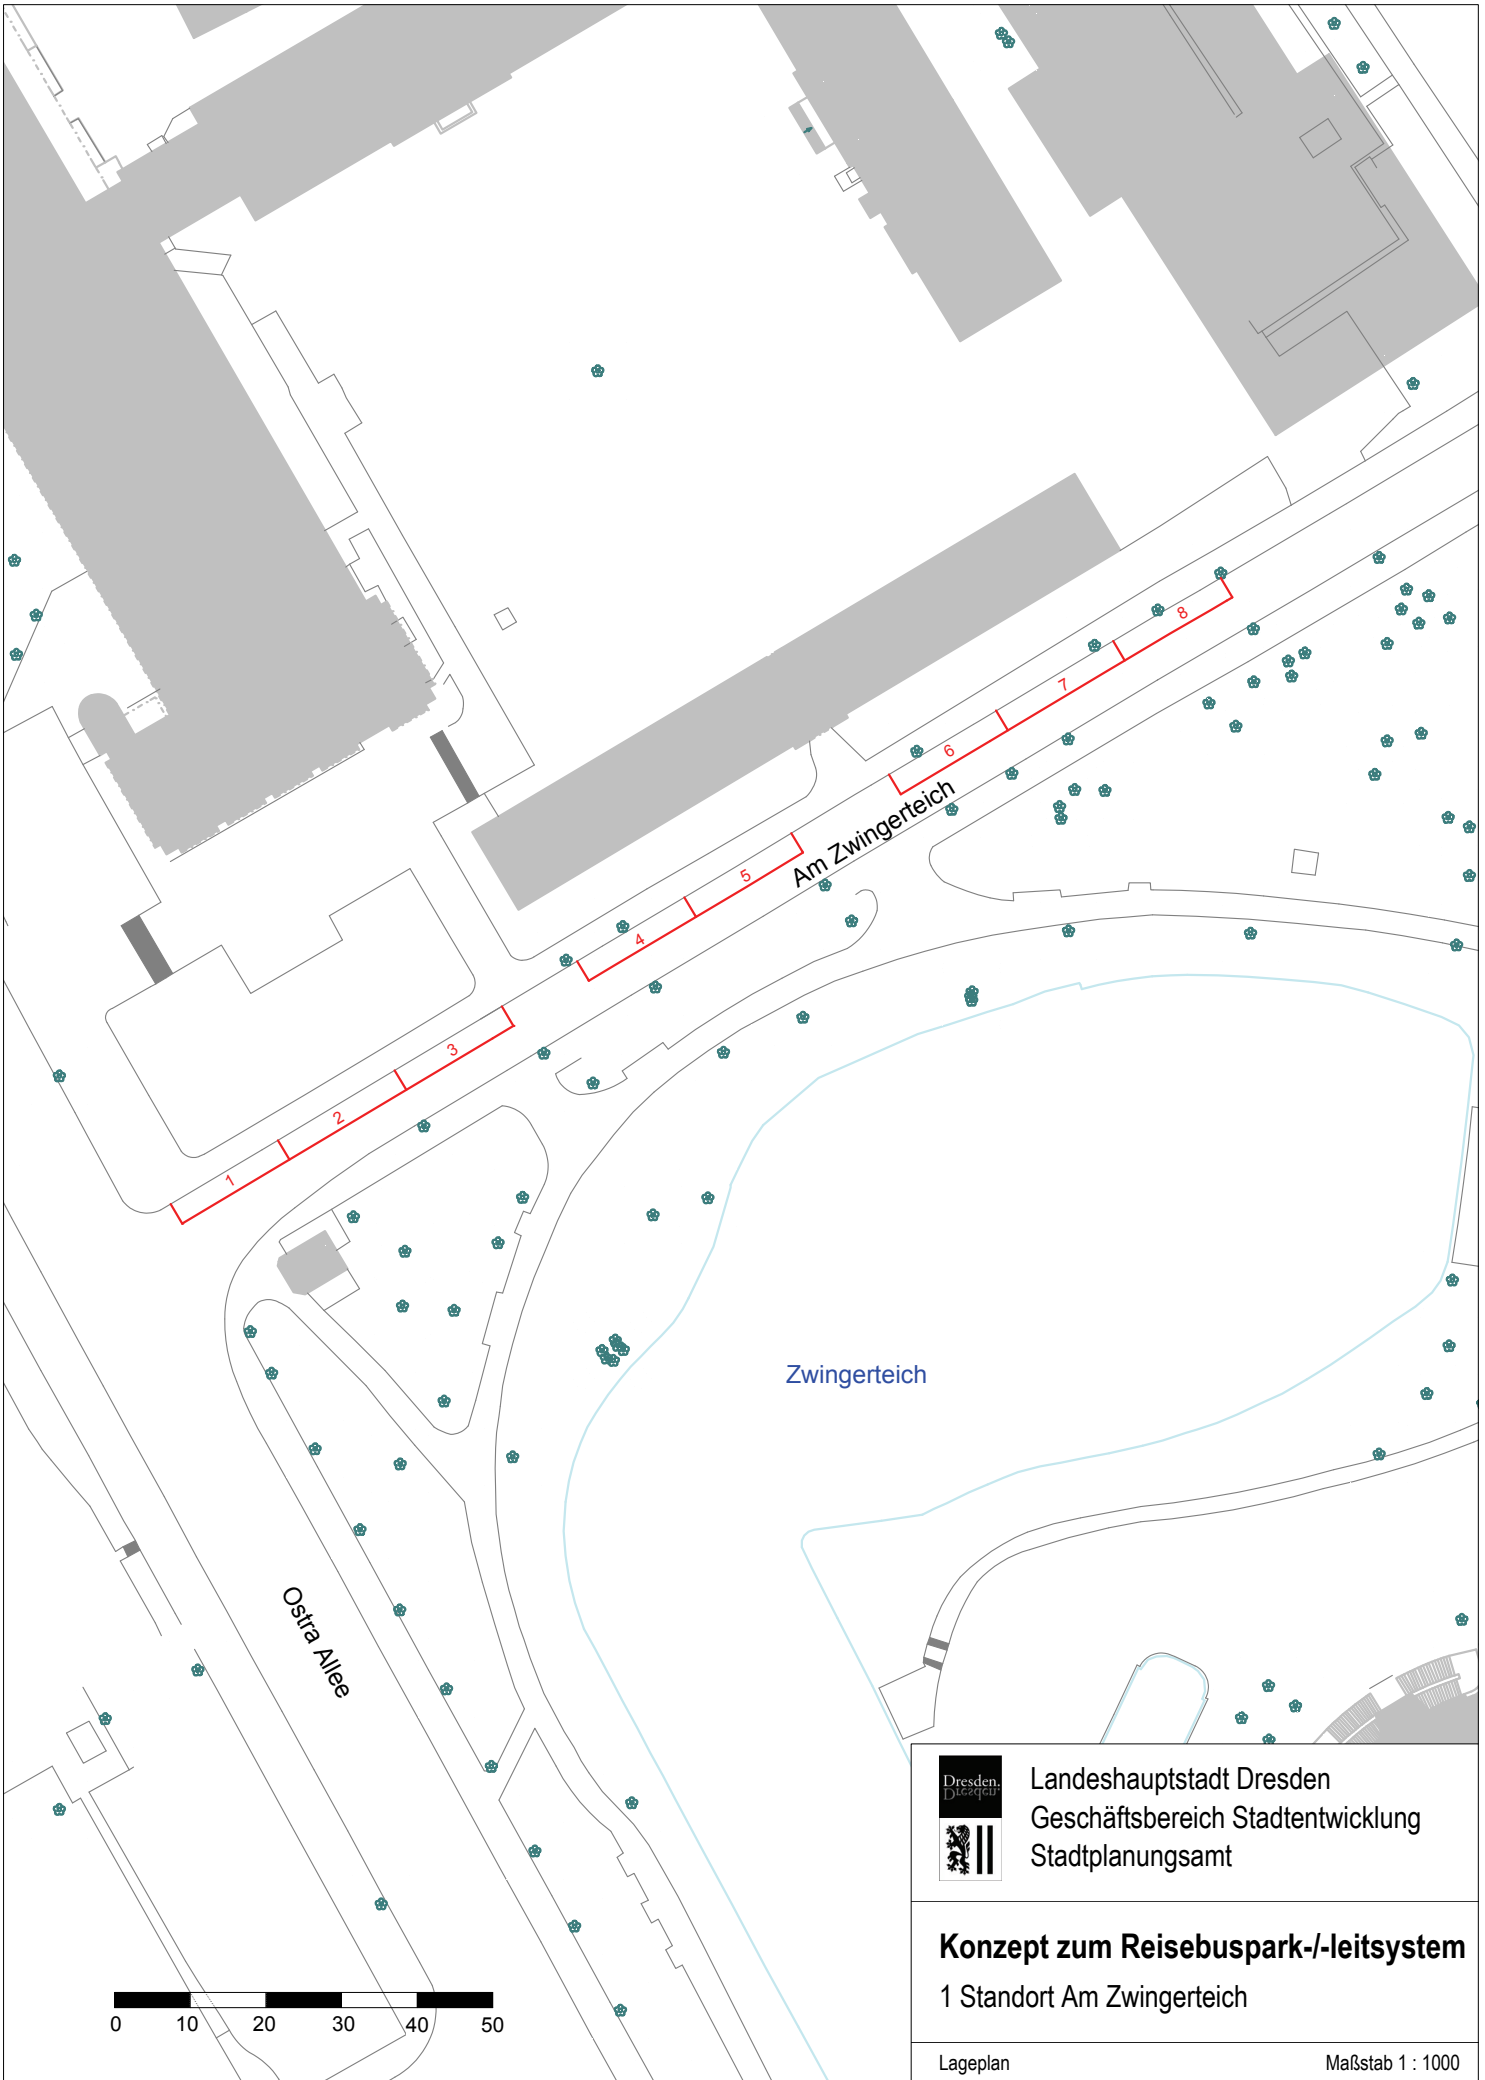 8
7
6
Am Zwingerteich
5
4
3
2
1
Zwingerteich
Ostra Allee
0 10 20 30 40 50
Dresden.
Dresden.
Landeshauptstadt Dresden
Geschäftsbereich Stadtentwicklung
Stadtplanungsamt
Konzept zum Reisebuspark-/-leitsystem
1 Standort Am Zwingerteich
Lageplan
Maßstab 1 : 1000